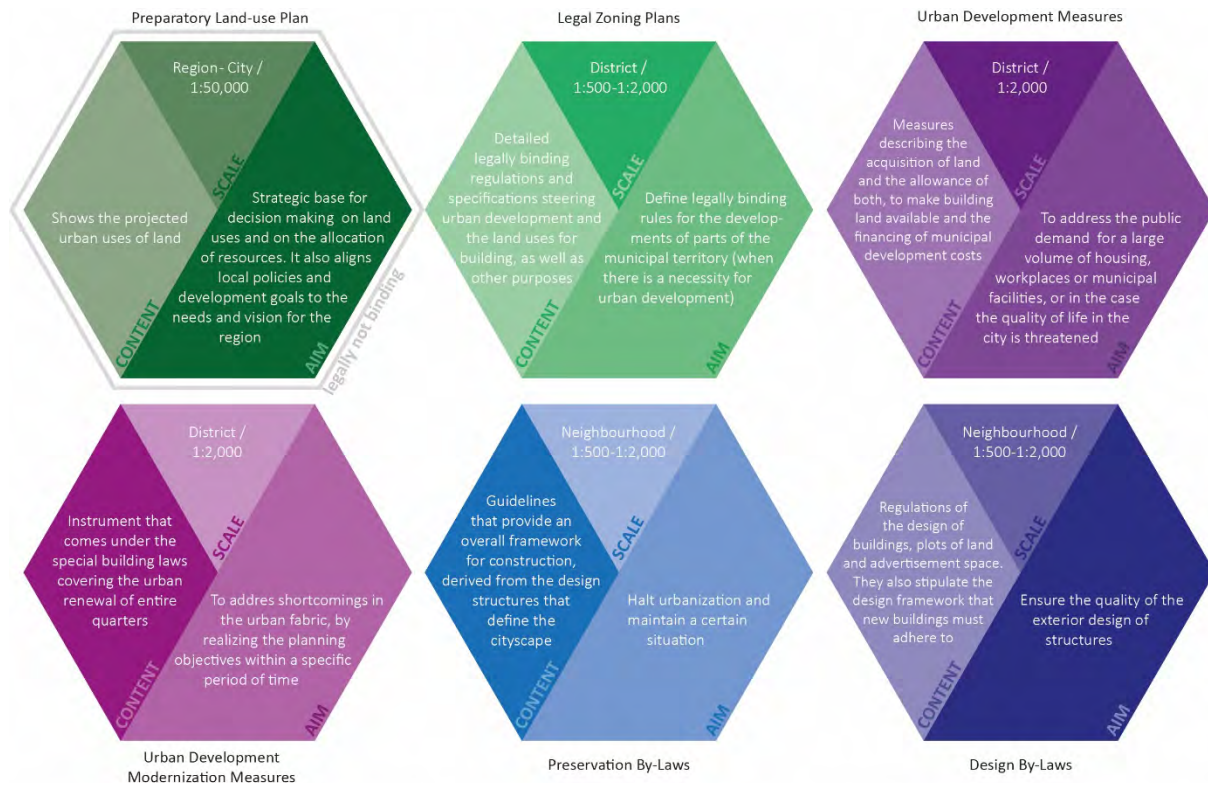 Preparatory Land-use Plan
Region- City /
1:50,000
SCALE
Shows the projected
urban uses of land
CONTENT
Strategic base for
decision making on land
uses and on the allocation
of resources. It also aligns
local policies and
development goals to the
needs and vision for the
region
AIM
legally not binding
Legal Zoning Plans
District /
1:500-1:2,000
SCALE
Detailed
legally binding
regulations and
specifications steering
urban development and
the land uses for
building, as well as
other purposes
CONTENT
Define legally binding
rules for the develop-
ments of parts of the
municipal territory (when
there is a necessity for
urban development)
AIM
Urban Development Measures
District /
1:2,000
SCALE
Measures
describing the
acquisition of land
and the allowance of
both, to make building
land available and the
financing of municipal
development costs
CONTENT
To address the public
demand for a large
volume of housing,
workplaces or municipal
facilities, or in the case
the quality of life in the
city is threatened
AIM
District /
1:2,000
SCALE
Instrument that
comes under the
special building laws
covering the urban
renewal of entire
quarters
CONTENT
To addres shortcomings in
the urban fabric, by
realizing the planning
objectives within a specific
period of time
AIM
Urban Development
Modernization Measures
Neighbourhood /
1:500-1:2,000
SCALE
Guidelines
that provide an
overall framework
for construction,
derived from the design
structures that
define the
cityscape
CONTENT
Halt urbanization and
maintain a certain
situation
AIM
Preservation By-Laws
Neighbourhood /
1:500-1:2,000
SCALE
Regulations of
the design of
buildings, plots of land
and advertisement space.
They also stipulate the
design framework that
new buildings must
adhere to
CONTENT
Ensure the quality of the
exterior design of
structures
AIM
Design By-Laws